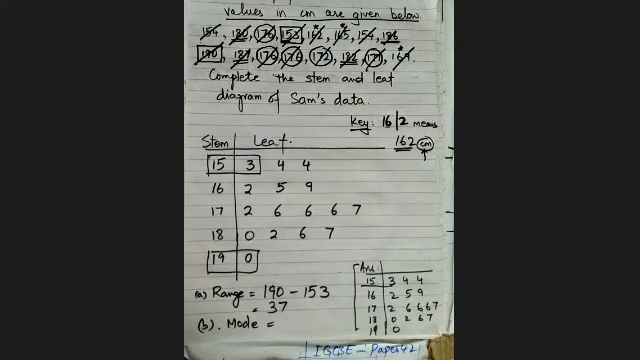 values in cm are given below.
154, 180, 176, 153, 162, 165, 154, 186
190, 187, 176, 176, 172, 182, 177, 169.
Complete the stem and leaf
diagram of Sam's data.
Key: 16|2 means
162 cm
Stem Leaf.
15 3 4 4
16 2 5 9
17 2 6 6 6 7
18 0 2 6 7
19 0
(a) Range = 190 - 153
= 37
(b). Mode =
Ans:
15 3 4 4
16 2 5 9
17 2 6 6 6 7
18 0 2 6 7
19 0
IGCSE - Paper 42